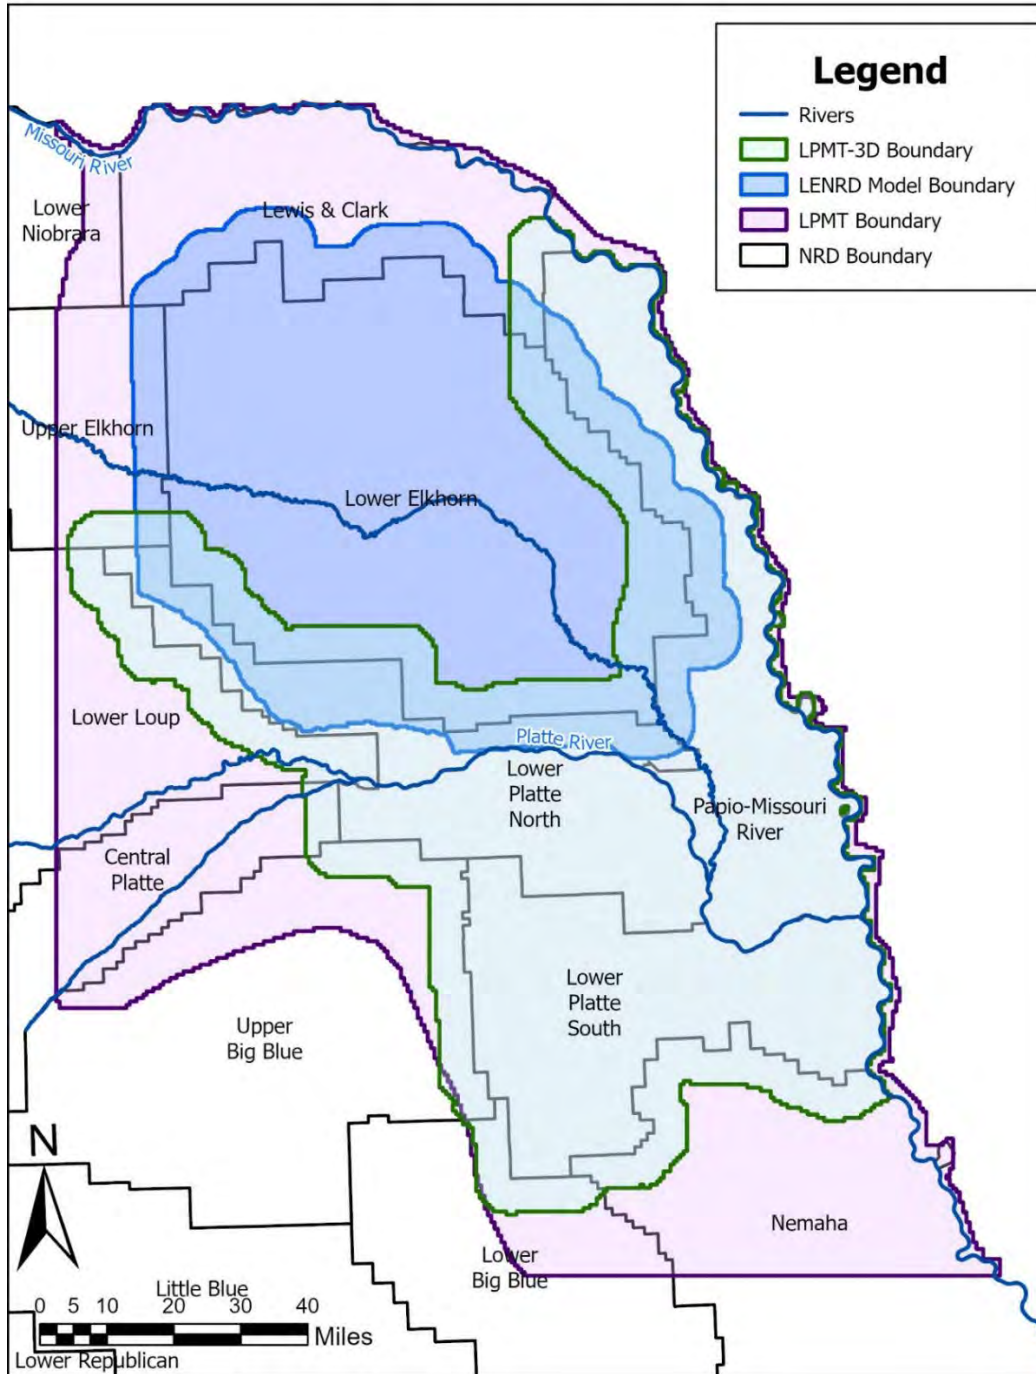 Legend
Rivers
LPMT-3D Boundary
LENRD Model Boundary
LPMT Boundary
NRD Boundary
Missouri River
Lower
Niobrara
Lewis & Clark
Upper Elkhorn
Lower Elkhorn
Lower Loup
Platte River
Lower
Platte
North
Papio-Missouri
River
Central
Platte
Lower
Platte
South
Upper
Big Blue
N
Nemaha
Lower
Big Blue
Little Blue
0 5 10 20 30 40
Miles
Lower Republican